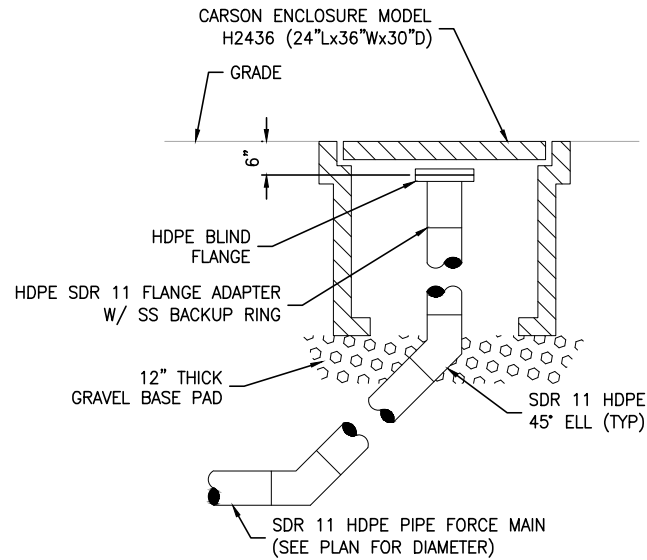 CARSON ENCLOSURE MODEL
H2436 (24"Lx36"Wx30"D)
GRADE
6"
HDPE BLIND
FLANGE
HDPE SDR 11 FLANGE ADAPTER
W/ SS BACKUP RING
12" THICK
GRAVEL BASE PAD
SDR 11 HDPE
45° ELL (TYP)
SDR 11 HDPE PIPE FORCE MAIN
(SEE PLAN FOR DIAMETER)